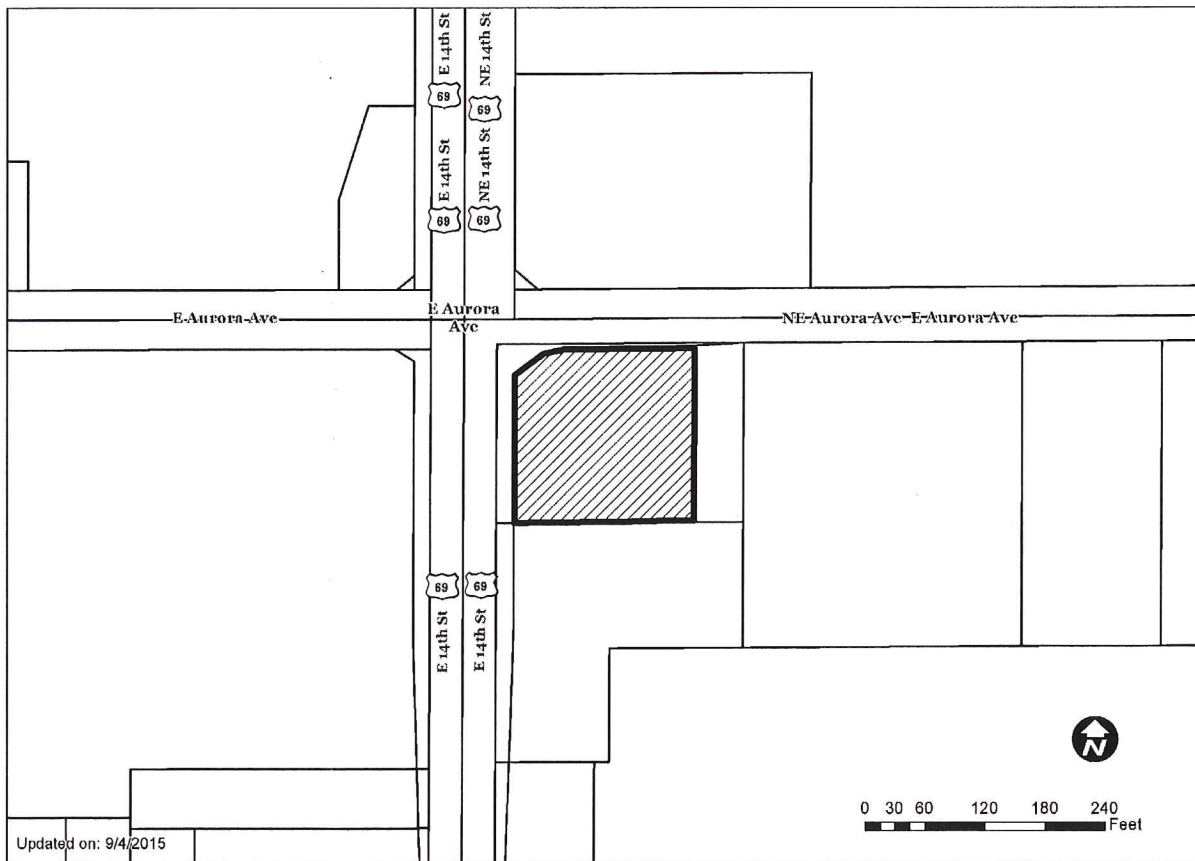 E 14th St
NE 14th St
69
69
E 14th St
NE 14th St
69
69
E Aurora Ave
E Aurora
Ave
NE Aurora Ave E Aurora Ave
69
69
E 14th St
E 14th St
N
0 30 60 120 180 240
Feet
Updated on: 9/4/2015